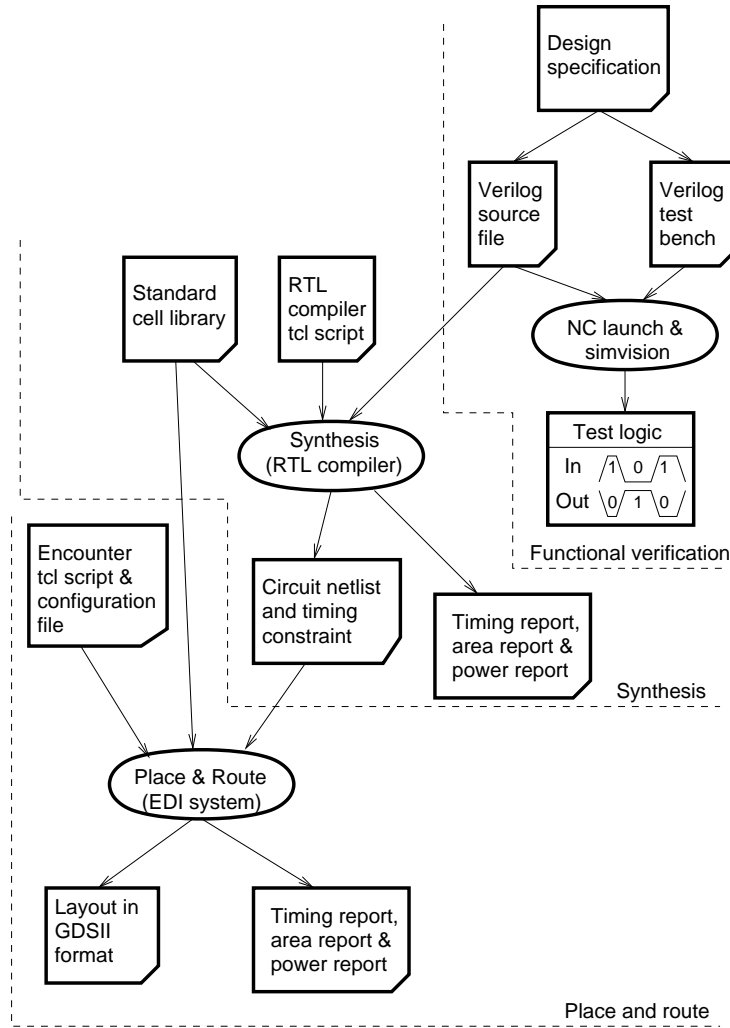 Design
specification
Verilog
source
file
Verilog
test
bench
Standard
cell library
RTL
compiler
tcl script
NC launch &
simvision
Test logic
In 1 0 1
Out 0 1 0
Functional verification
Synthesis
(RTL compiler)
Encounter
tcl script &
configuration
file
Circuit netlist
and timing
constraint
Timing report,
area report &
power report
Synthesis
Place & Route
(EDI system)
Layout in
GDSII
format
Timing report,
area report &
power report
Place and route